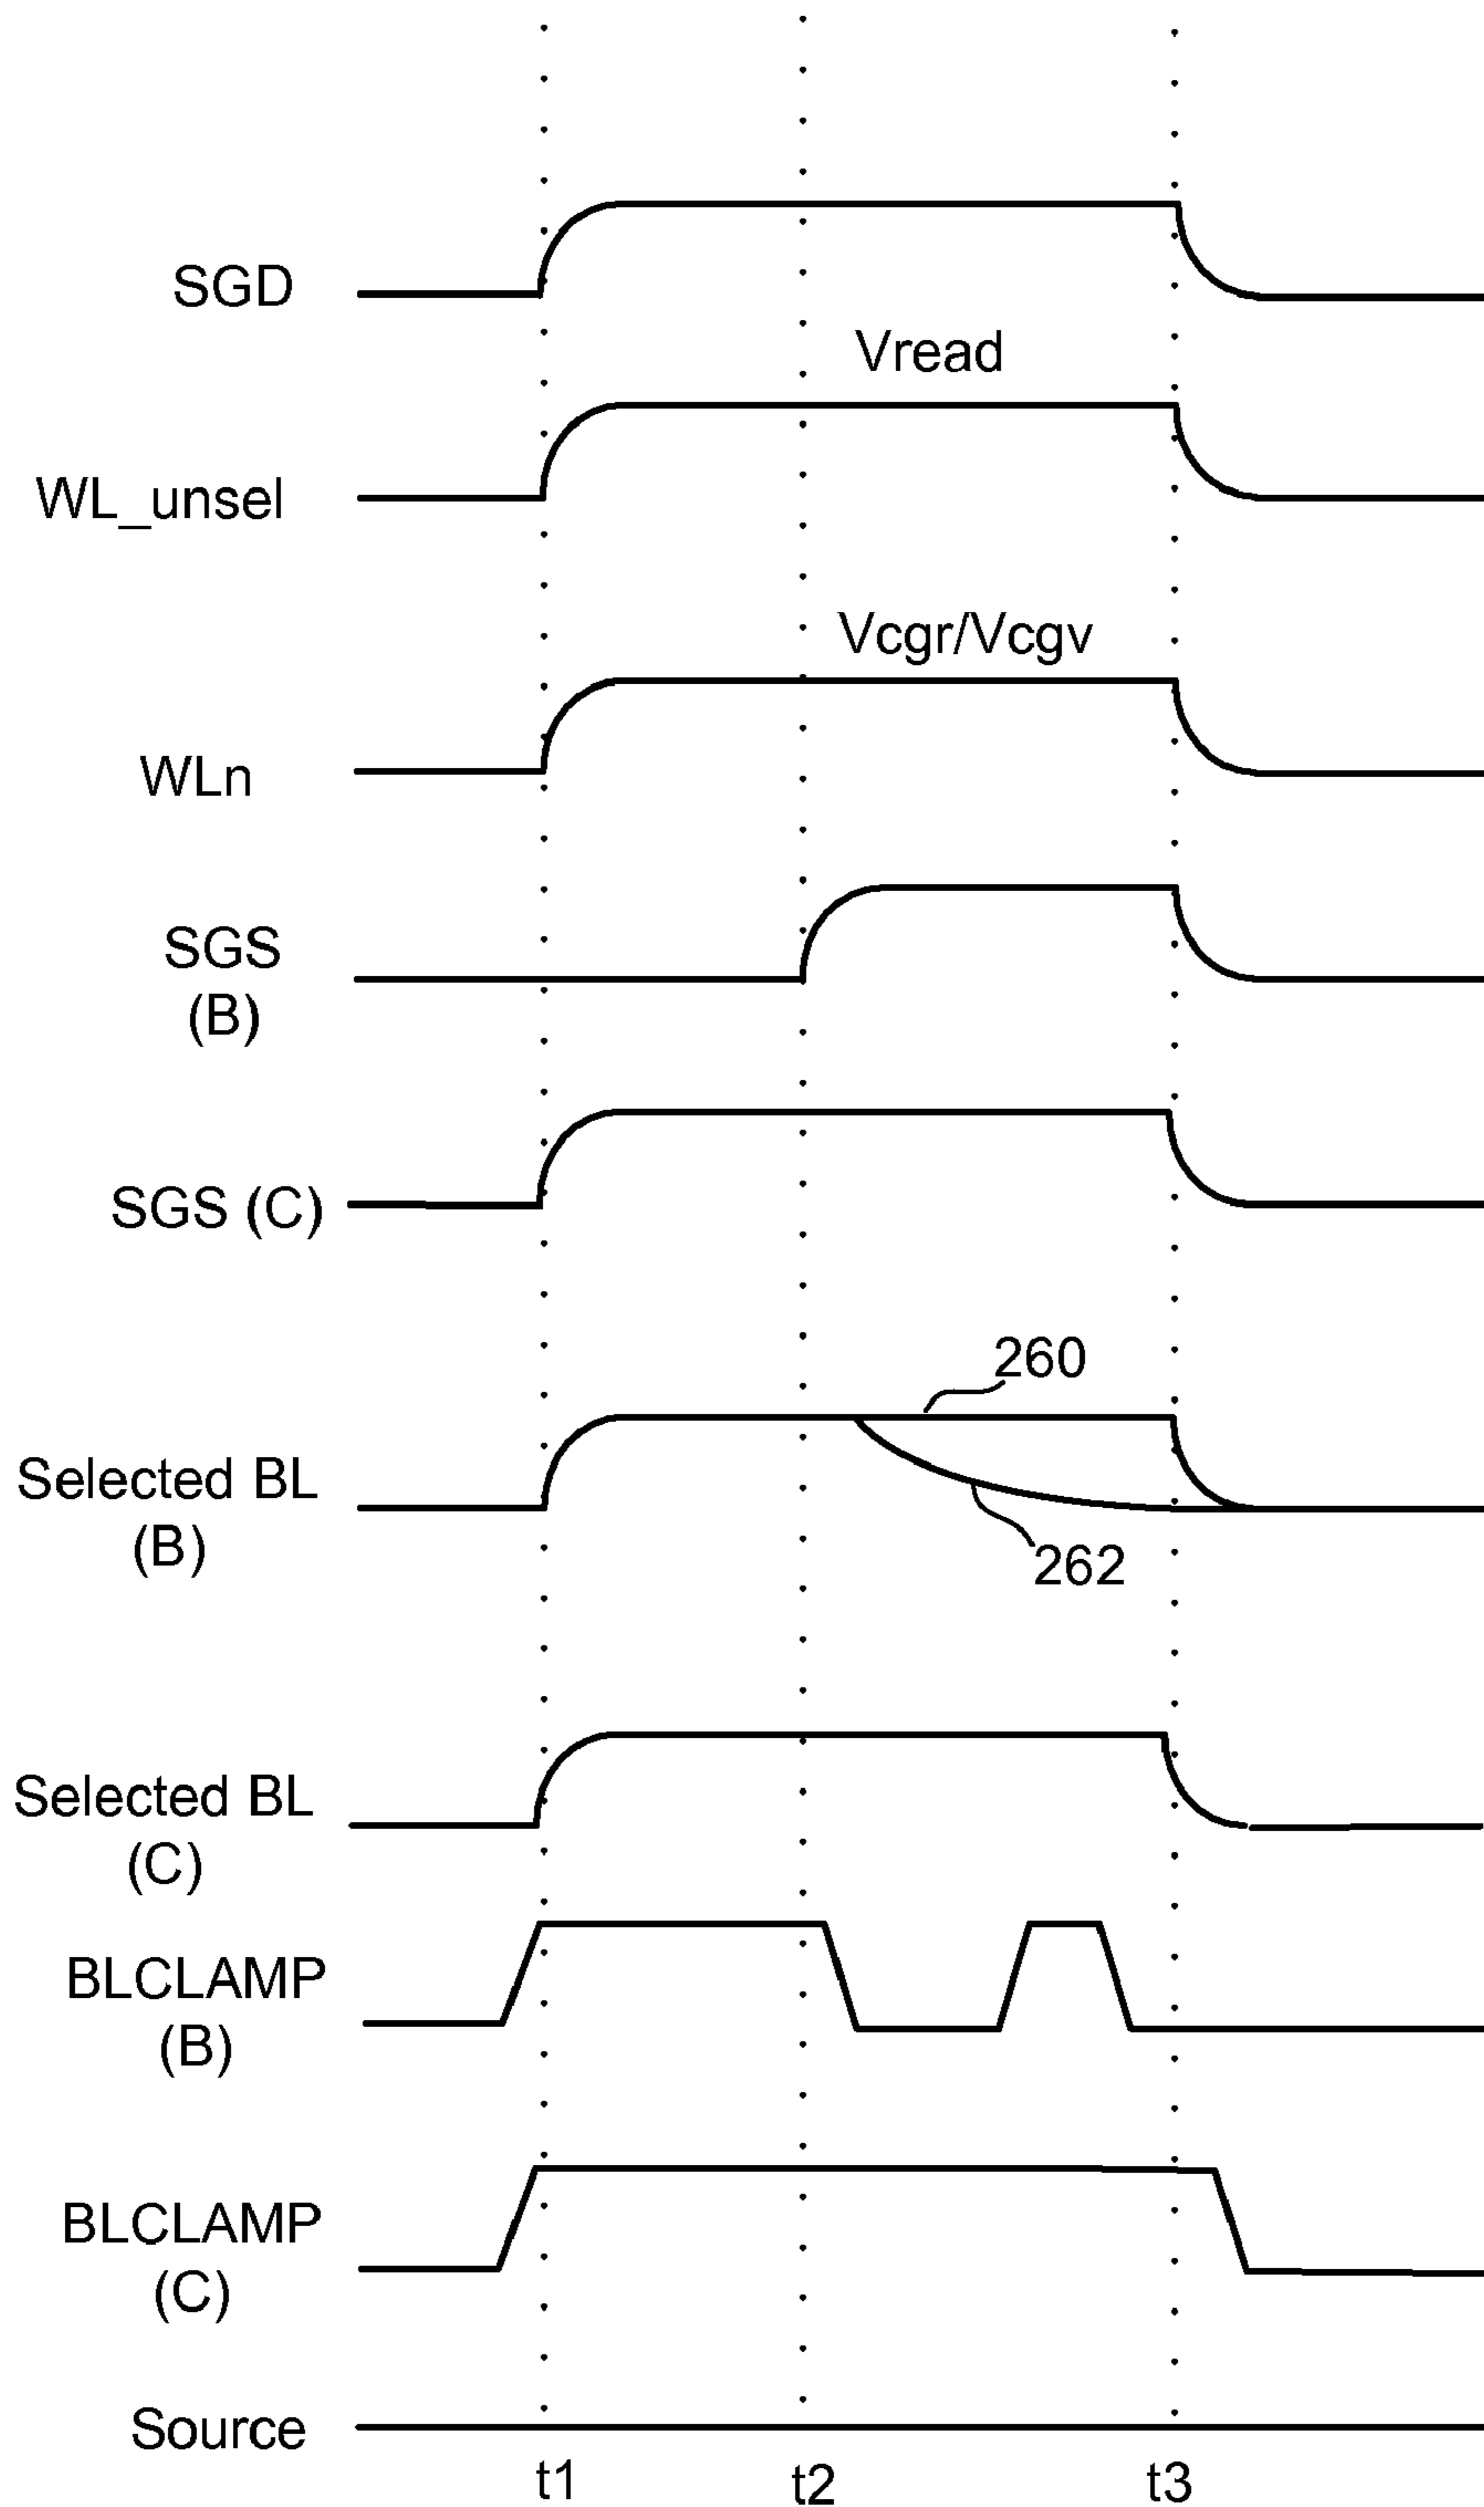 SGD
Vread
WL_unsel
Vcgr/Vcgv
WLn
SGS
(B)
SGS (C)
260
Selected BL
(B)
262
Selected BL
(C)
BLCLAMP
(B)
BLCLAMP
(C)
Source
t1
t2
t3